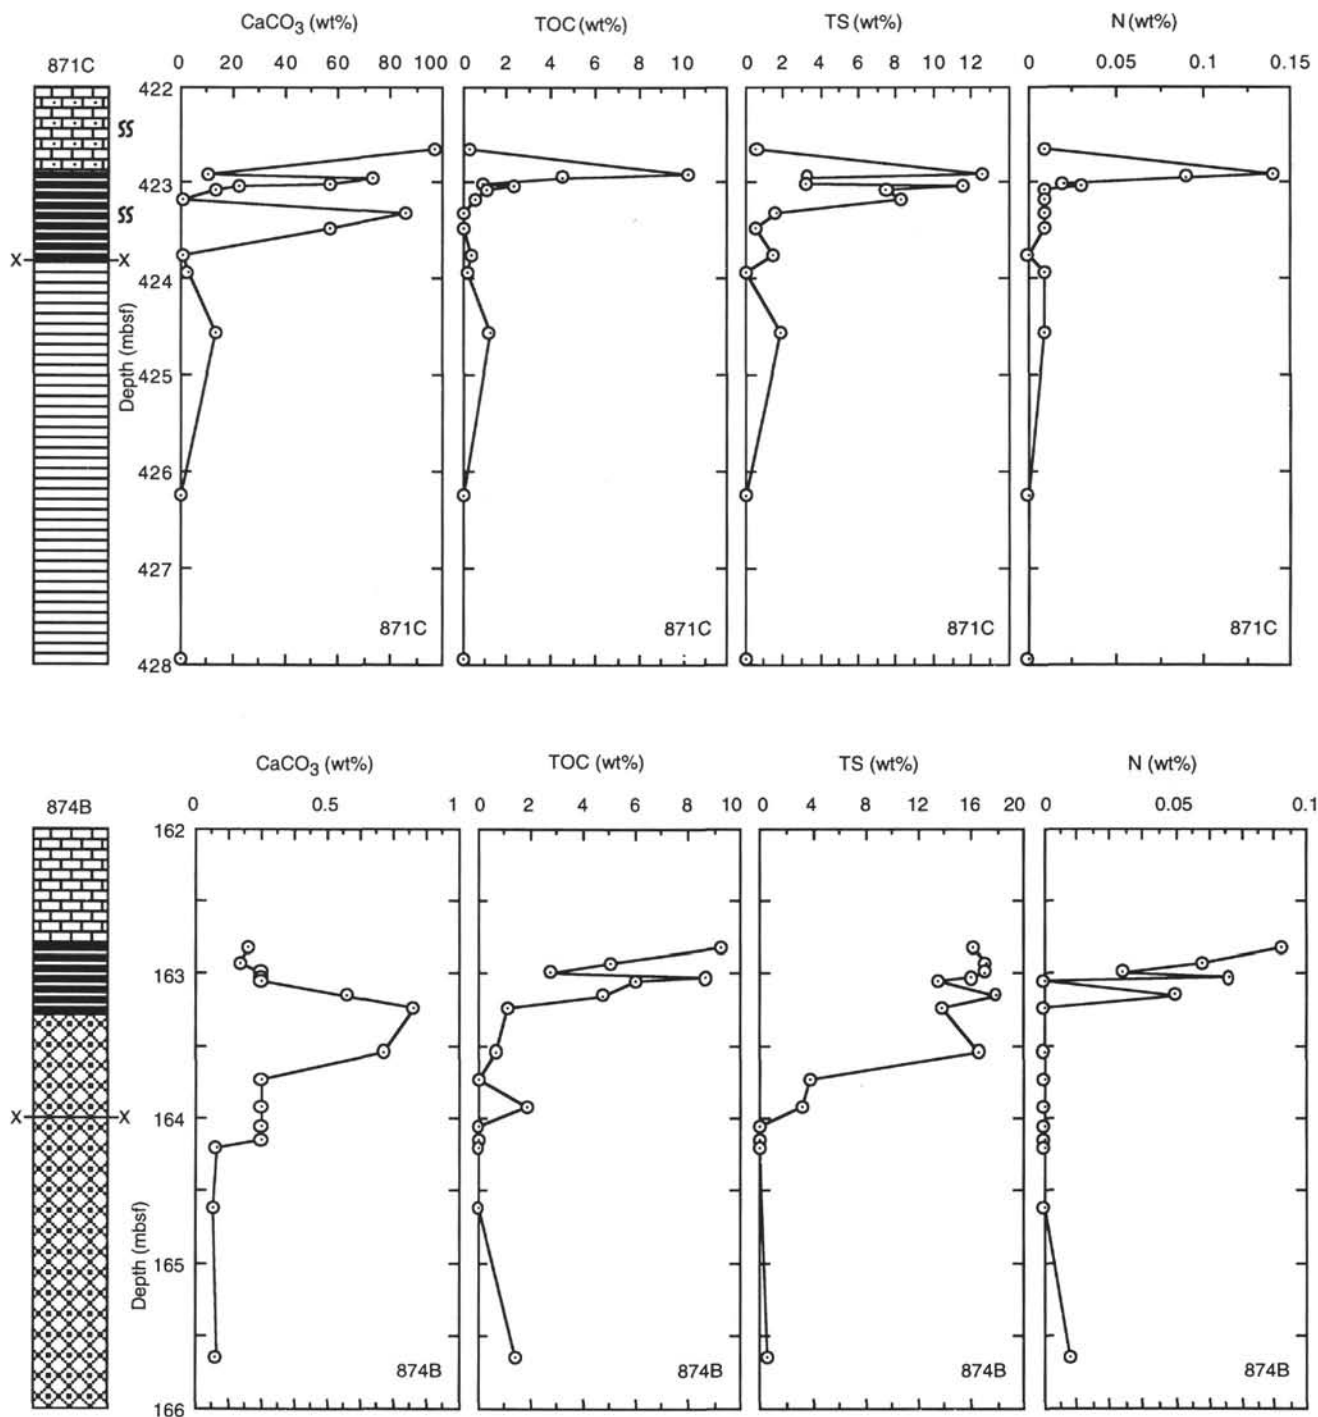 CaCO3 (wt%) TOC (wt%) TS (wt%) N (wt%)
871C 0 20 40 60 80 100 0 2 4 6 8 10 0 2 4 6 8 10 12 0 0.05 0.1 0.15
422
SS
423
SS
X X
424
Depth (mbsf)
425
426
427
871C 871C 871C 871C
428
CaCO3 (wt%) TOC (wt%) TS (wt%) N (wt%)
874B 0 0.5 1 0 2 4 6 8 10 0 4 8 12 16 20 0 0.05 0.1
162
163
X 164 X
Depth (mbsf)
165
874B 874B 874B 874B
166